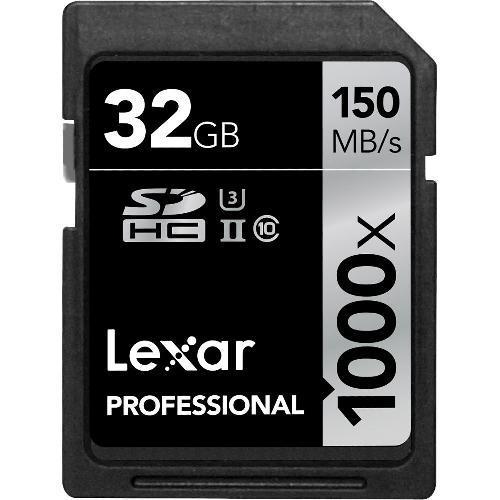 32GB
150
MB/s
SD
HC
U3
II
10
1000x
Lexar
PROFESSIONAL